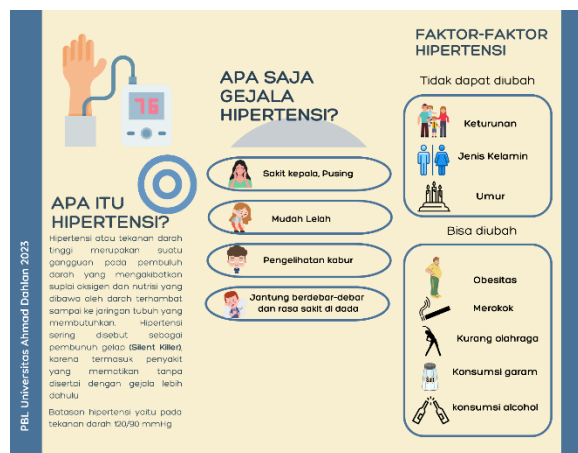 76
APA ITU
HIPERTENSI?
Hipertensi atau tekanan darah
tinggi merupakan suatu
gangguan pada pembuluh
darah yang mengakibatkan
suplai oksigen dan nutrisi yang
dibawa oleh darah terhambat
sampai ke jaringan tubuh yang
membutuhkan. Hipertensi
sering disebut sebagai
pembunuh gelap (Silent Killer),
karena termasuk penyakit
yang mematikan tanpa
disertai dengan gejala lebih
dahulu
Batasan hipertensi yaitu pada
tekanan darah 120/90 mmHg
PBL Universitas Ahmad Dahlan 2023
APA SAJA
GEJALA
HIPERTENSI?
Sakit kepala, Pusing
Mudah Lelah
Pengelihatan kabur
Jantung berdebar-debar
dan rasa sakit di dada
FAKTOR-FAKTOR
HIPERTENSI
Tidak dapat diubah
Keturunan
Jenis Kelamin
Umur
Bisa diubah
Obesitas
Merokok
Kurang olahraga
Salt
Konsumsi garam
konsumsi alcohol